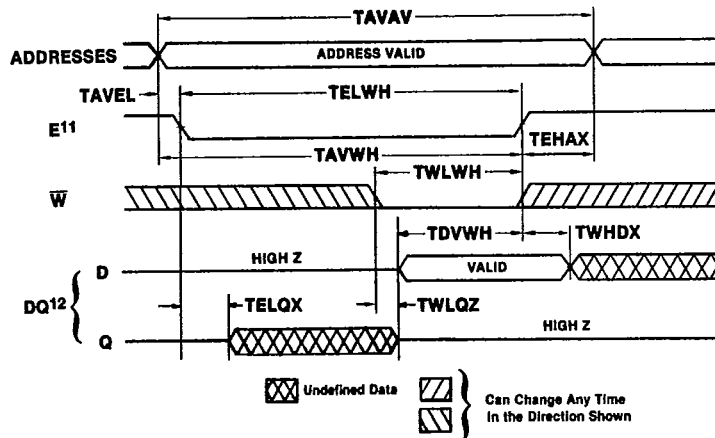 TAVAV
ADDRESSES
ADDRESS VALID
TAVEL
TELWH
E11
TAVWH
TEHAX
TWLWH
W
TDVWH
TWHDX
HIGH Z
D
VALID
DQ12
TELQX
TWLQZ
HIGH Z
Q
Undefined Data
Can Change Any Time
In the Direction Shown